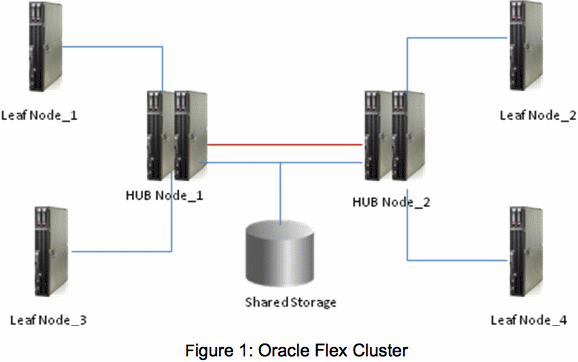 Leaf Node_1
Leaf Node_2
HUB Node_1
HUB Node_2
Shared Storage
Leaf Node_3
Leaf Node_4
Figure 1: Oracle Flex Cluster